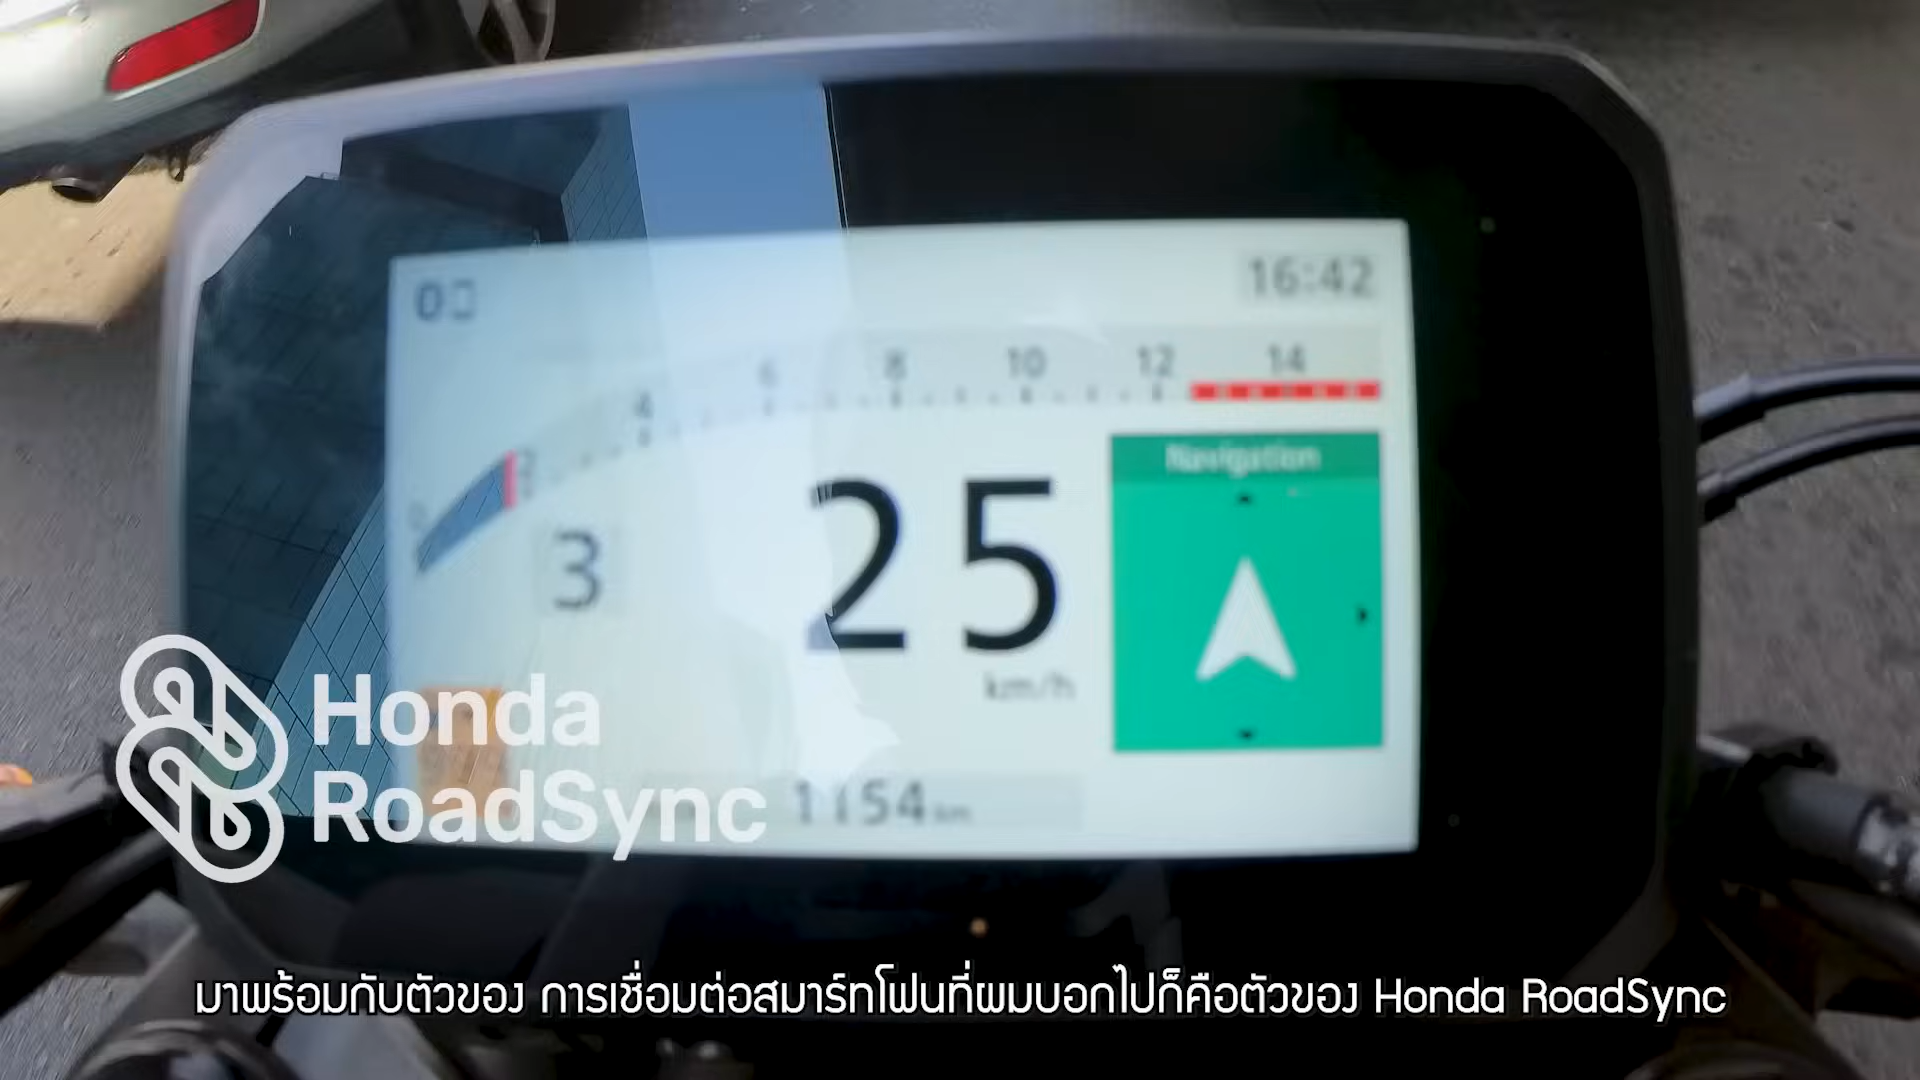 16:42
4 6 8 10 12 14
2
Navigation
3
25
km/h
Honda
RoadSync
1154 km
มาพร้อมกับตัวของ การเชื่อมต่อสมาร์ทโฟนที่ผมบอกไปก็คือตัวของ Honda RoadSync